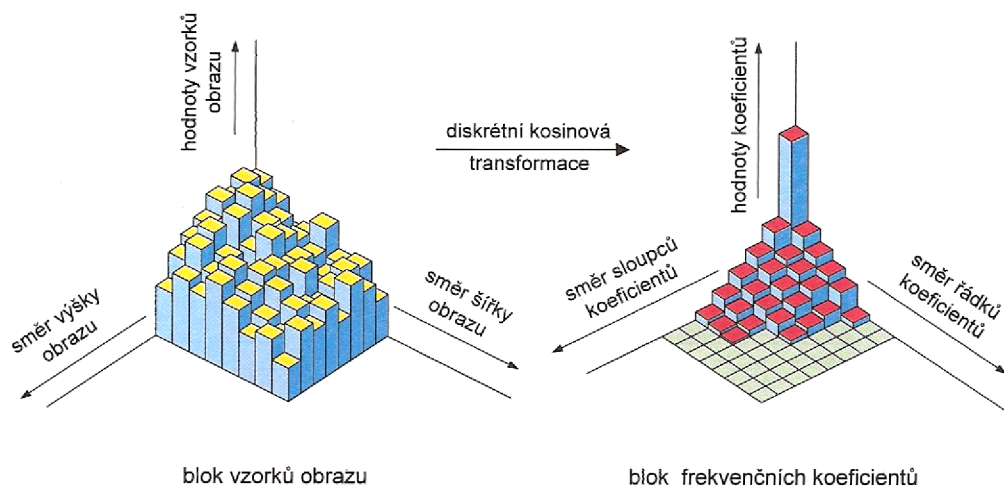 hodnoty vzorků
obrazu
diskrétní kosinová
transformace
hodnoty koeficientů
směr výšky
obrazu
směr šířky
obrazu
směr sloupců
koeficientů
směr řádků
koeficientů
blok vzorků obrazu
blok frekvenčních koeficientů